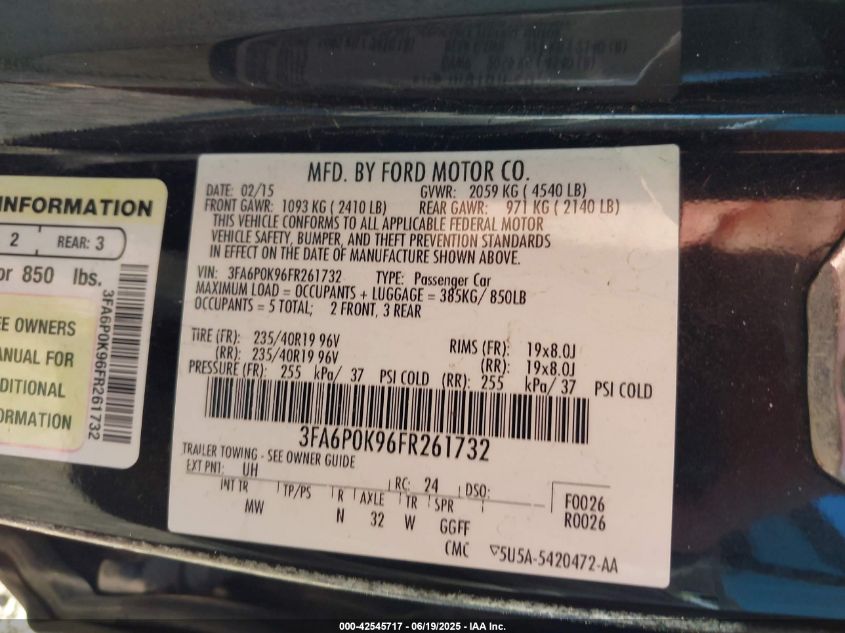 MFD. BY FORD MOTOR CO.
DATE: 02/15 GVWR: 2059 KG ( 4540 LB)
FRONT GAWR: 1093 KG ( 2410 LB) REAR GAWR: 971 KG ( 2140 LB)
THIS VEHICLE CONFORMS TO ALL APPLICABLE FEDERAL MOTOR
VEHICLE SAFETY, BUMPER, AND THEFT PREVENTION STANDARDS
IN EFFECT ON THE DATE OF MANUFACTURE SHOWN ABOVE.
VIN: 3FA6P0K96FR261732 TYPE: Passenger Car
MAXIMUM LOAD = OCCUPANTS + LUGGAGE = 385KG/ 850LB
OCCUPANTS = 5 TOTAL; 2 FRONT, 3 REAR
TIRE (FR): 235/40R19 96V RIMS (FR): 19x8.0J
(RR): 235/40R19 96V (RR): 19x8.0J
PRESSURE (FR): 255 kPa/ 37 PSI COLD (RR): 255 kPa/ 37 PSI COLD
3FA6P0K96FR261732
TRAILER TOWING - SEE OWNER GUIDE
EXT PNT: UH RC: 24 DSO: F0026
INT TR TP/PS R AXLE TR SPR R0026
MW N 32 W GGFF
CMC 5U5A-5420472-AA
INFORMATION
2 REAR: 3
or 850 lbs.
OWNERS
MANUAL FOR
3FA6P0K96FR261732
000-42545717 - 06/19/2025 - IAA Inc.